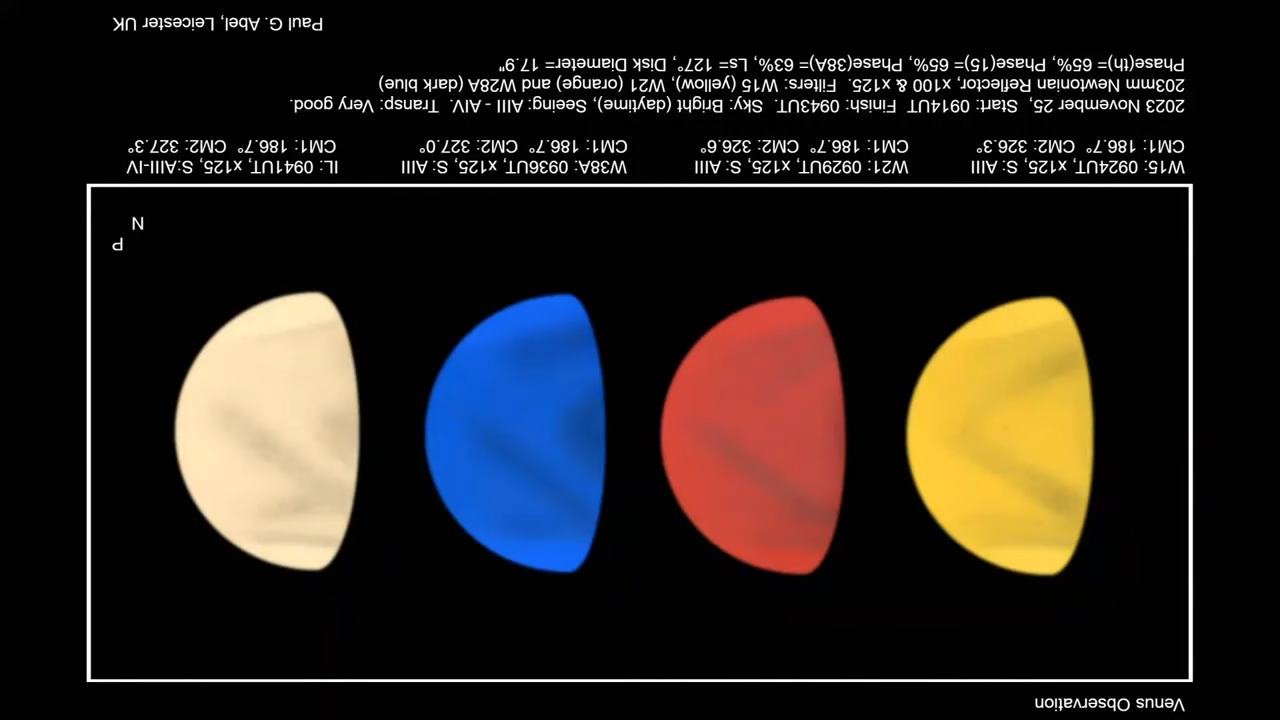 Venus Observation
P
N
W15: 0924UT, x125, S: AIII
CM1: 186.7° CM2: 326.3°
W21: 0929UT, x125, S: AIII
CM1: 186.7° CM2: 326.6°
W38A: 0936UT, x125, S: AIII
CM1: 186.7° CM2: 327.0°
IL: 0941UT, x125, S:AIII-IV
CM1: 186.7° CM2: 327.3°
2023 November 25, Start: 0914UT Finish: 0943UT. Sky: Bright (daytime), Seeing: AIII - AIV. Transp: Very good.
203mm Newtonian Reflector, x100 & x125. Filters: W15 (yellow), W21 (orange) and W28A (dark blue)
Phase(th)= 65%, Phase(15)= 65%, Phase(38A)= 63%, Ls= 127°, Disk Diameter= 17.9"
Paul G. Abel, Leicester UK